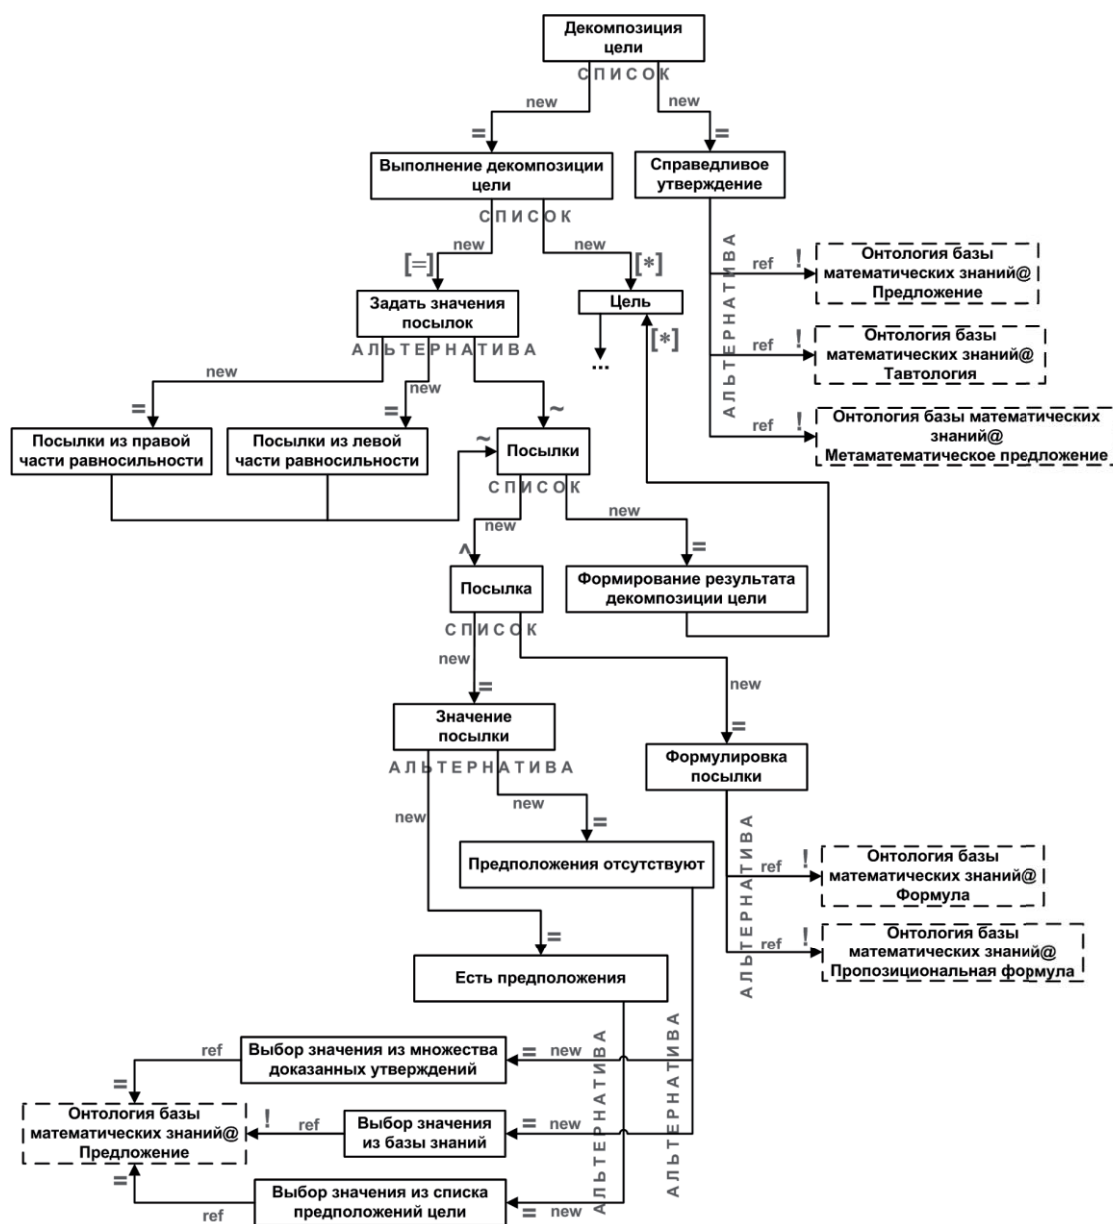 Декомпозиция
цели
СПИСОК
new
new
=
=
Выполнение декомпозиции
цели
Справедливое
утверждение
СПИСОК
АЛЬТЕРНАТИВА
new
new
[=]
[*]
ref
!
Онтология базы
математических знаний@
Предложение
Задать значения
посылок
Цель
АЛЬТЕРНАТИВА
[*]
...
ref
!
Онтология базы
математических знаний@
Тавтология
new
new
=
=
~
ref
!
Онтология базы математических
знаний@
Метаматематическое предложение
Посылки из правой
части равносильности
Посылки из левой
части равносильности
~
Посылки
СПИСОК
new
new
^
=
Посылка
Формирование результата
декомпозиции цели
СПИСОК
new
new
=
=
Значение
посылки
Формулировка
посылки
АЛЬТЕРНАТИВА
new
new
=
АЛЬТЕРНАТИВА
Предположения отсутствуют
ref
!
Онтология базы
математических знаний@
Формула
=
ref
!
Онтология базы
математических знаний@
Пропозициональная формула
Есть предположения
АЛЬТЕРНАТИВА
АЛЬТЕРНАТИВА
ref
Выбор значения из множества
доказанных утверждений
= new
=
Онтология базы
математических знаний@
Предложение
!
ref
Выбор значения
из базы знаний
= new
=
ref
Выбор значения из списка
предположений цели
= new